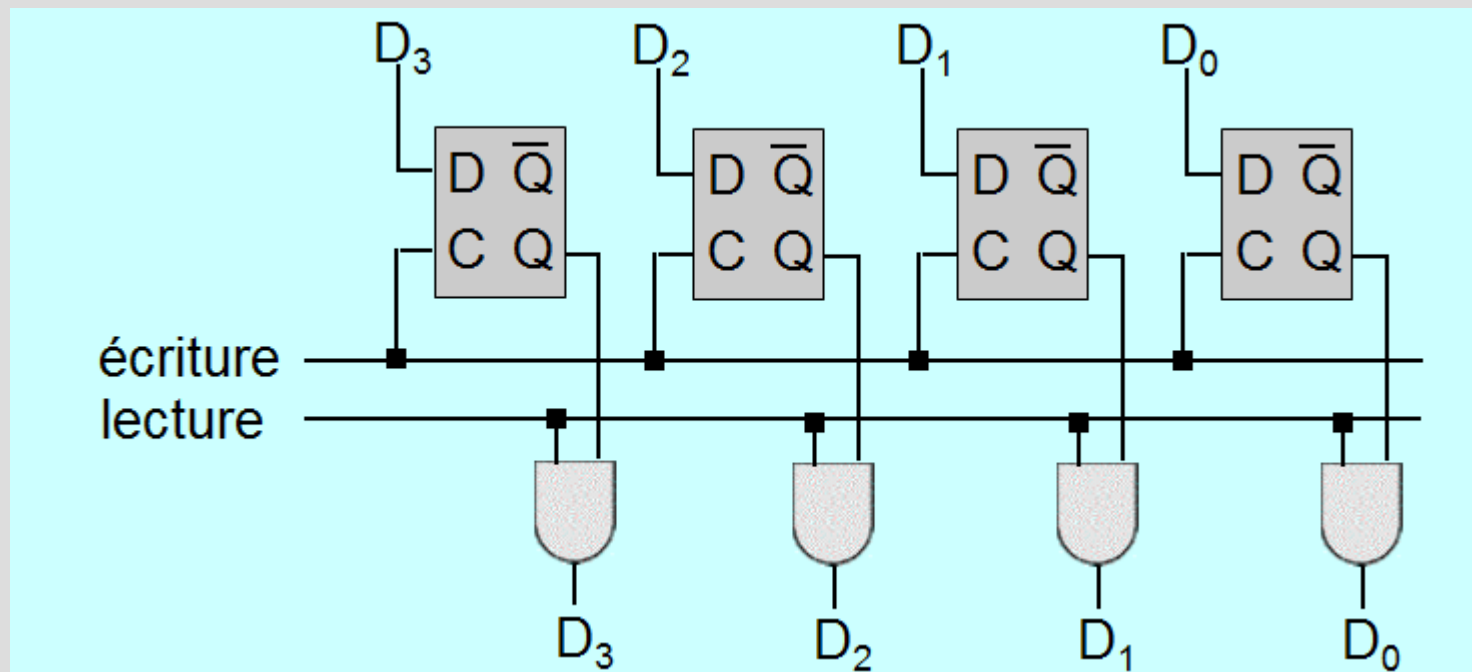 D₃ D₂ D₁ D₀
D Q̅ D Q̅ D Q̅ D Q̅
C Q C Q C Q C Q
écriture
lecture
D₃ D₂ D₁ D₀